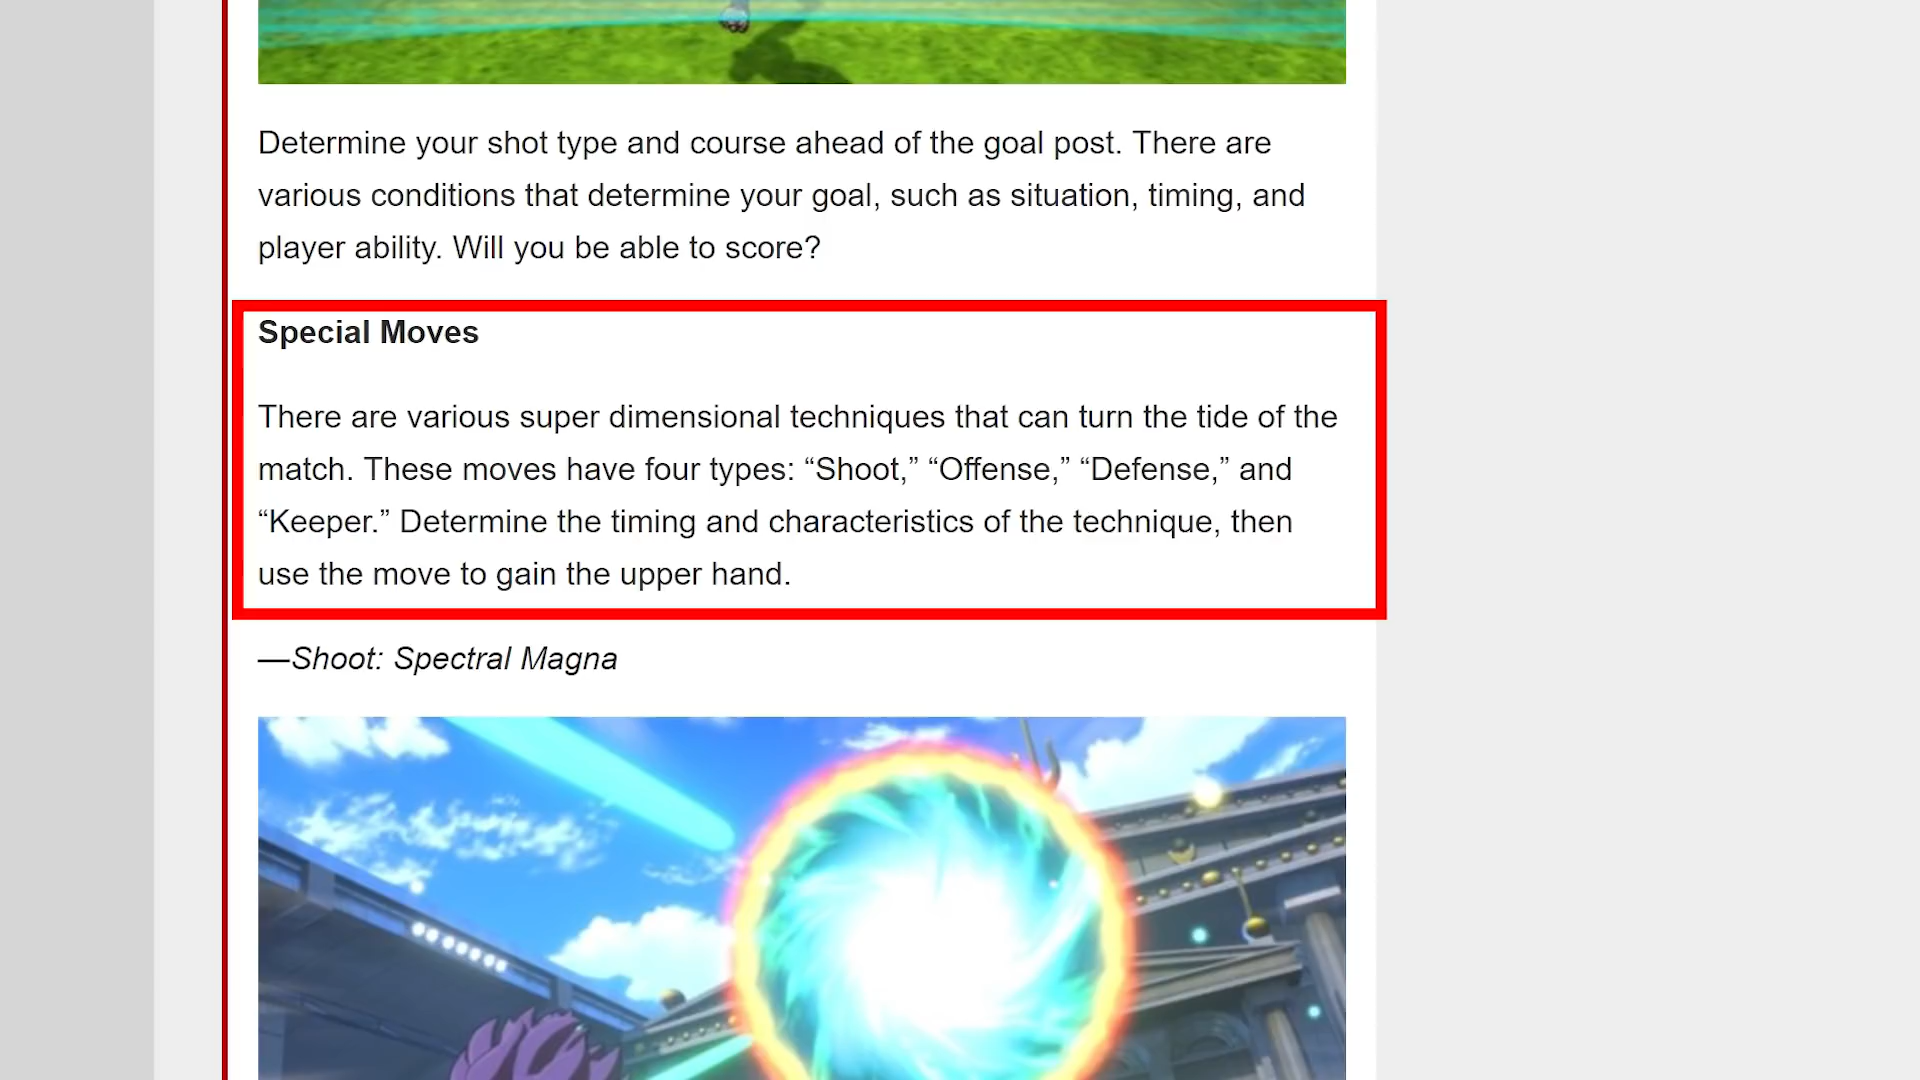 Determine your shot type and course ahead of the goal post. There are
various conditions that determine your goal, such as situation, timing, and
player ability. Will you be able to score?
Special Moves
There are various super dimensional techniques that can turn the tide of the
match. These moves have four types: “Shoot,” “Offense,” “Defense,” and
“Keeper.” Determine the timing and characteristics of the technique, then
use the move to gain the upper hand.
—Shoot: Spectral Magna